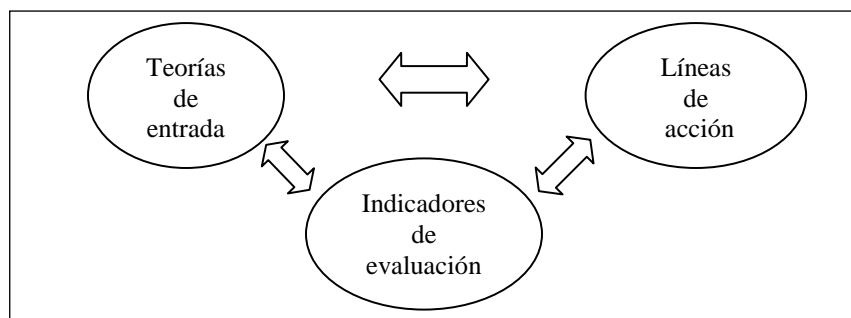 Teorías
de
entrada
Líneas
de
acción
Indicadores
de
evaluación